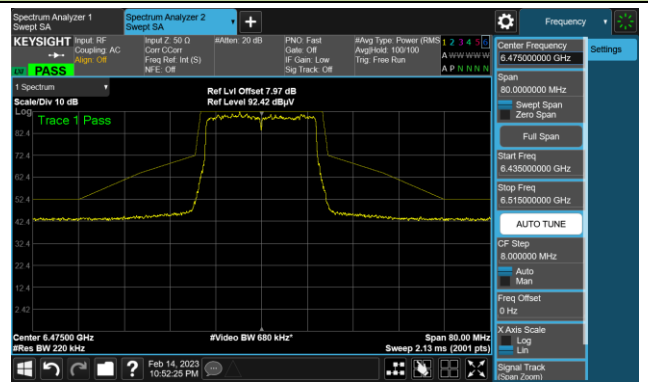 Spectrum Analyzer 1
Swept SA
Spectrum Analyzer 2
Swept SA
+
Frequency
KEYSIGHT
Input: RF
Coupling: AC
Align: Off
Input Z: 50 Ω
Corr CCorr
Freq Ref: Int (S)
NFE: Off
#Atten: 20 dB
PNO: Fast
Gate: Off
IF Gain: Low
Sig Track: Off
#Avg Type: Power (RMS
Avg|Hold: 100/100
Trig: Free Run
1 2 3 4 5 6
A W W W W W
A P N N N N
LXI PASS
Center Frequency
6.475000000 GHz
Settings
Span
80.0000000 MHz
Swept Span
Zero Span
Full Span
Start Freq
6.435000000 GHz
Stop Freq
6.515000000 GHz
AUTO TUNE
CF Step
8.000000 MHz
Auto
Man
Freq Offset
0 Hz
X Axis Scale
Log
Lin
Signal Track
(Span Zoom)
1 Spectrum
Scale/Div 10 dB
Ref Lvl Offset 7.97 dB
Ref Level 92.42 dBµV
Log
Trace 1 Pass
82.4
72.4
62.4
52.4
42.4
32.4
22.4
12.4
2.42
Center 6.47500 GHz
#Res BW 220 kHz
#Video BW 680 kHz*
Span 80.00 MHz
Sweep 2.13 ms (2001 pts)
?
Feb 14, 2023
10:52:25 PM